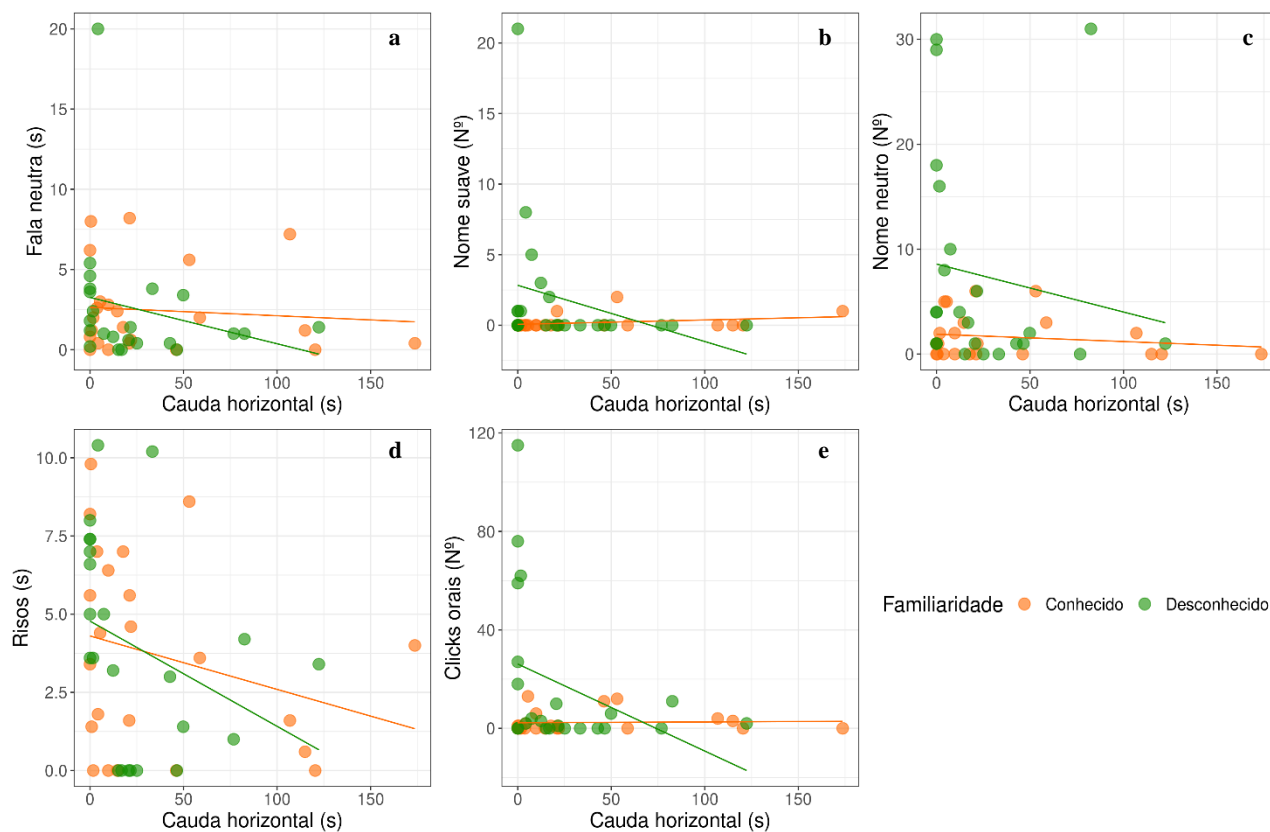 a
Fala neutra (s)
20
15
10
5
0
0
50
100
150
Cauda horizontal (s)
b
Nome suave (Nº)
20
15
10
5
0
0
50
100
150
Cauda horizontal (s)
c
Nome neutro (Nº)
30
20
10
0
0
50
100
150
Cauda horizontal (s)
d
Risos (s)
10.0
7.5
5.0
2.5
0.0
0
50
100
150
Cauda horizontal (s)
e
Clicks orais (Nº)
120
80
40
0
0
50
100
150
Cauda horizontal (s)
Familiaridade Conhecido Desconhecido